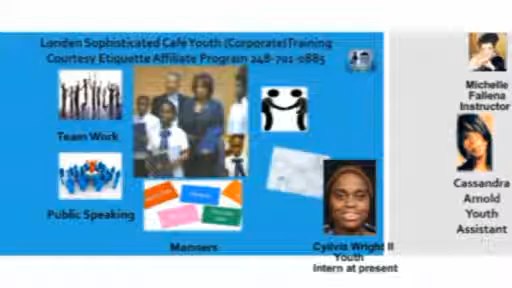 Londen Sophisticated Café Youth (Corporate)Training
Courtesy Etiquette Affiliate Program 248-701-0885
Michelle
Fallena
Instructor
Team Work
Cassandra
Arnold
Youth
Assistant
Public Speaking
Manners
Cylivis Wright II
Youth
Intern at present